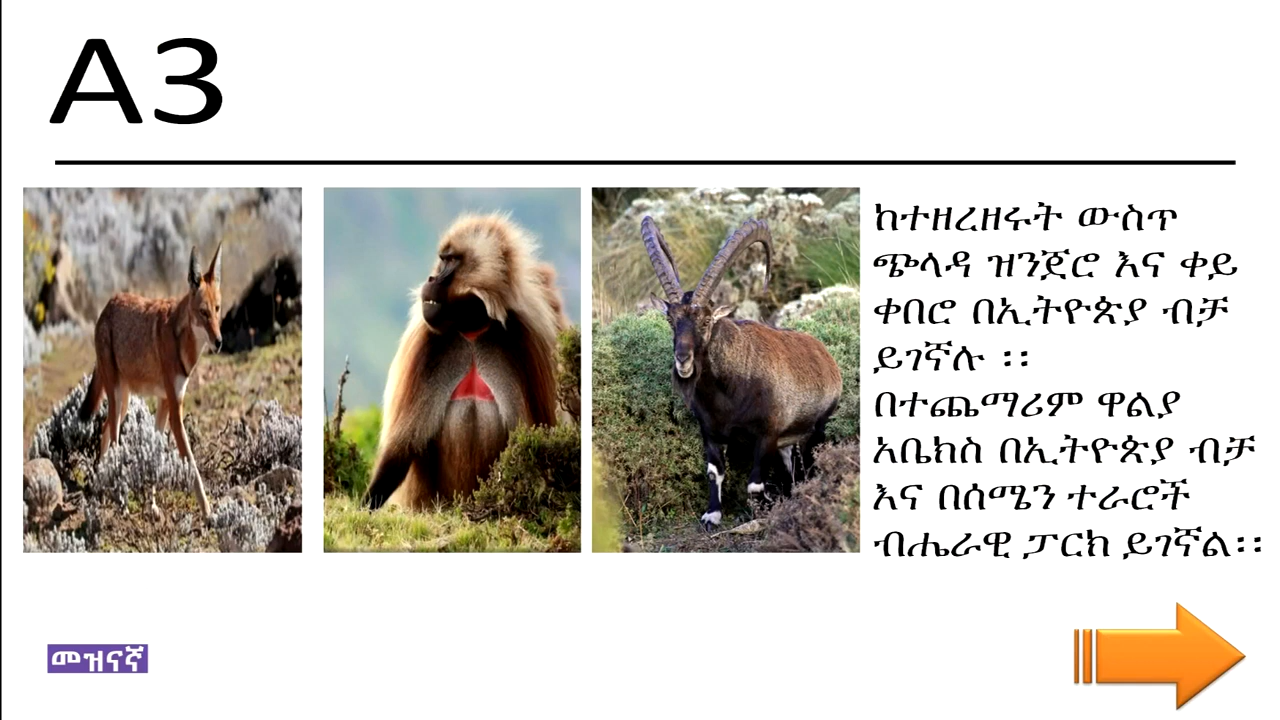 A3
ከተዘረዘሩት ውስጥ
ጭላዳ ዝንጀሮ እና ቀይ
ቀበሮ በኢትዮጵያ ብቻ
ይገኛሉ ፡፡
በተጨማሪም ዋልያ
አቤክስ በኢትዮጵያ ብቻ
እና በሰሜን ተራሮች
ብሔራዊ ፓርክ ይገኛል፡፡
መዝናኛ